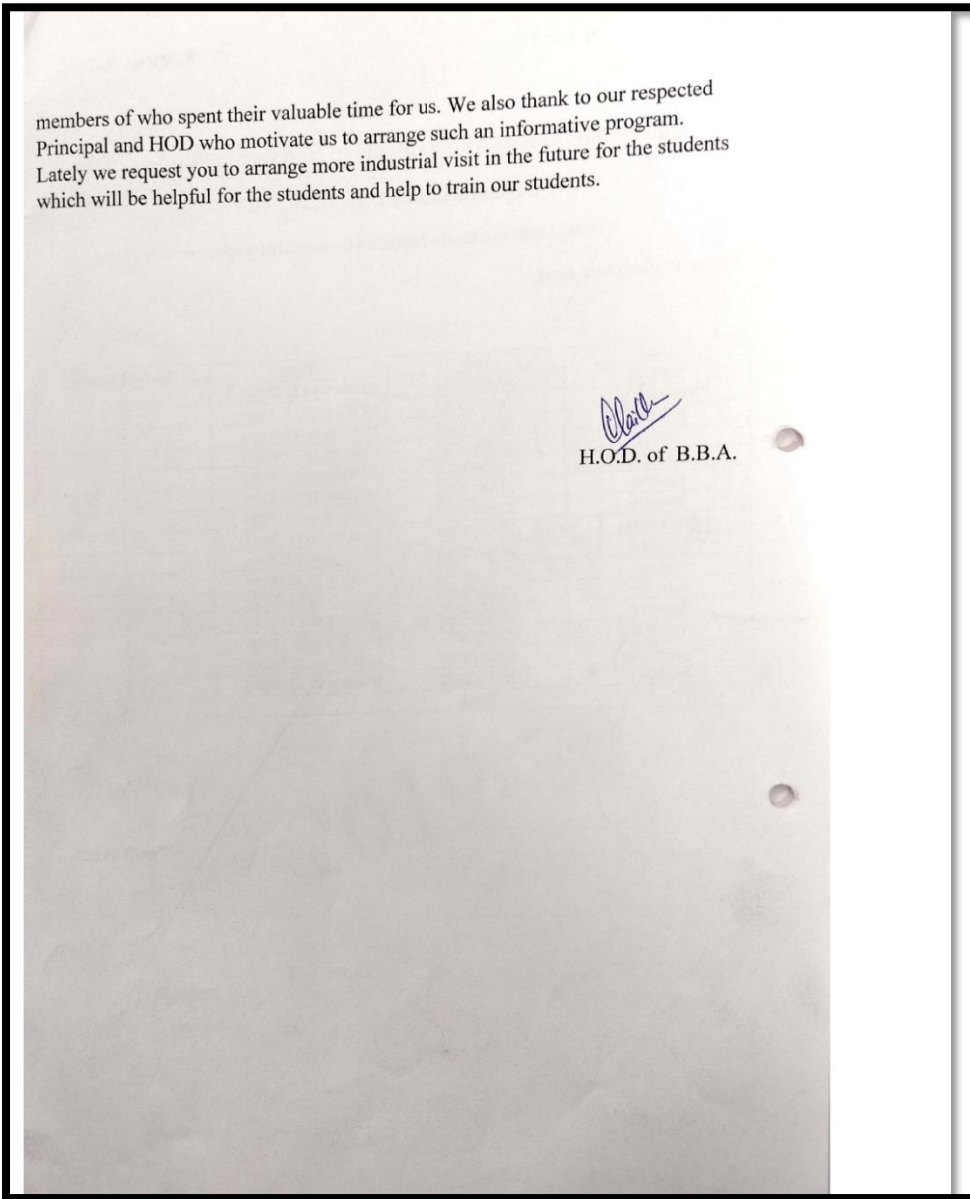 members of who spent their valuable time for us. We also thank to our respected
Principal and HOD who motivate us to arrange such an informative program.
Lately we request you to arrange more industrial visit in the future for the students
which will be helpful for the students and help to train our students.
H.O.D. of B.B.A.